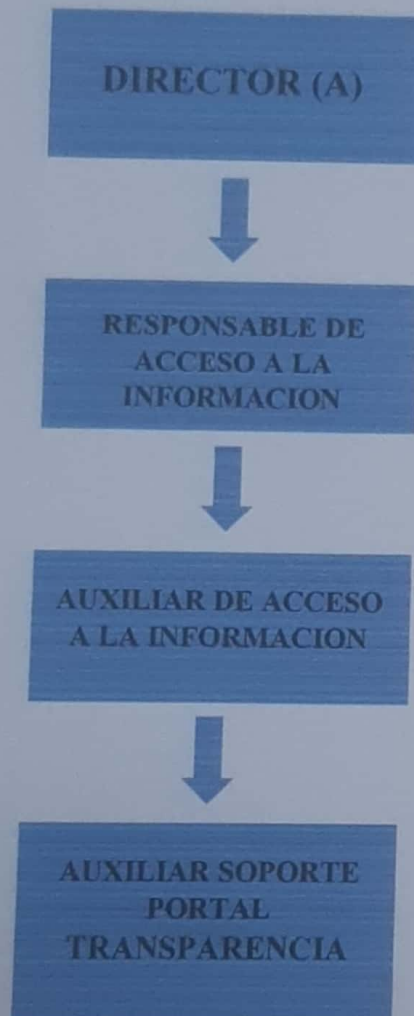 DIRECTOR (A)
RESPONSABLE DE
ACCESO A LA
INFORMACION
AUXILIAR DE ACCESO
A LA INFORMACION
AUXILIAR SOPORTE
PORTAL
TRANSPARENCIA